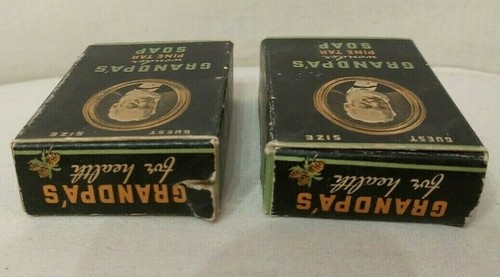 GRANDPA'S
wonder
PINE TAR
SOAP
GUEST SIZE
GRANDPA'S
for health
GRANDPA'S
wonder
PINE TAR
SOAP
GUEST SIZE
GRANDPA'S
for health